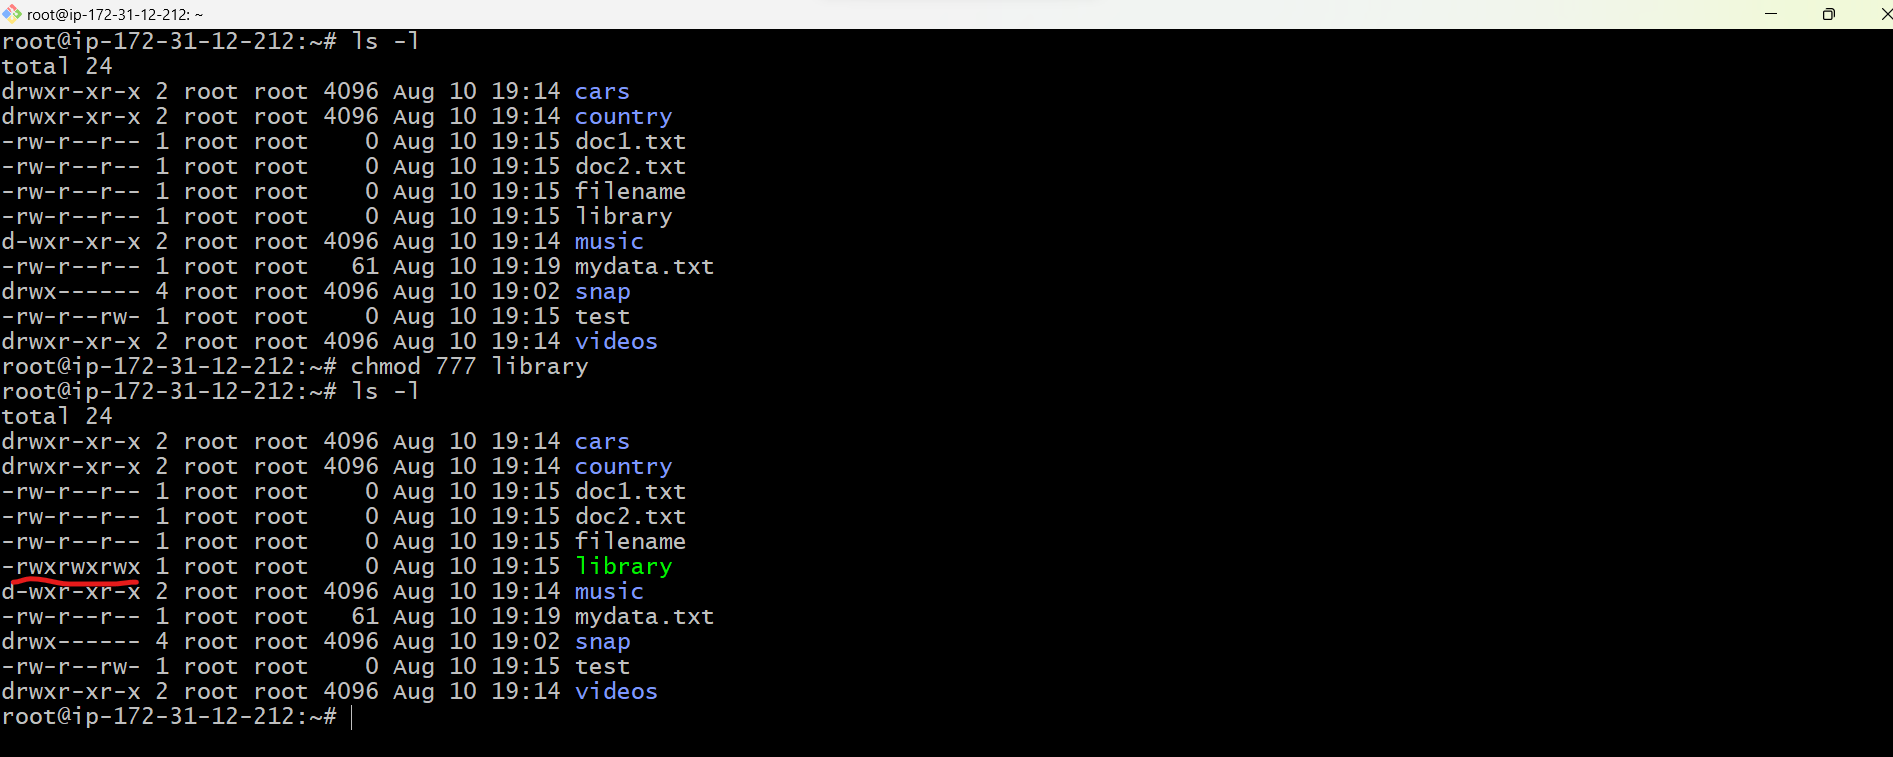 root@ip-172-31-12-212: ~
root@ip-172-31-12-212:~# ls -l
total 24
drwxr-xr-x 2 root root 4096 Aug 10 19:14 cars
drwxr-xr-x 2 root root 4096 Aug 10 19:14 country
-rw-r--r-- 1 root root    0 Aug 10 19:15 doc1.txt
-rw-r--r-- 1 root root    0 Aug 10 19:15 doc2.txt
-rw-r--r-- 1 root root    0 Aug 10 19:15 filename
-rw-r--r-- 1 root root    0 Aug 10 19:15 library
d-wxr-xr-x 2 root root 4096 Aug 10 19:14 music
-rw-r--r-- 1 root root   61 Aug 10 19:19 mydata.txt
drwx------ 4 root root 4096 Aug 10 19:02 snap
-rw-r--rw- 1 root root    0 Aug 10 19:15 test
drwxr-xr-x 2 root root 4096 Aug 10 19:14 videos
root@ip-172-31-12-212:~# chmod 777 library
root@ip-172-31-12-212:~# ls -l
total 24
drwxr-xr-x 2 root root 4096 Aug 10 19:14 cars
drwxr-xr-x 2 root root 4096 Aug 10 19:14 country
-rw-r--r-- 1 root root    0 Aug 10 19:15 doc1.txt
-rw-r--r-- 1 root root    0 Aug 10 19:15 doc2.txt
-rw-r--r-- 1 root root    0 Aug 10 19:15 filename
-rwxrwxrwx 1 root root    0 Aug 10 19:15 library
d-wxr-xr-x 2 root root 4096 Aug 10 19:14 music
-rw-r--r-- 1 root root   61 Aug 10 19:19 mydata.txt
drwx------ 4 root root 4096 Aug 10 19:02 snap
-rw-r--rw- 1 root root    0 Aug 10 19:15 test
drwxr-xr-x 2 root root 4096 Aug 10 19:14 videos
root@ip-172-31-12-212:~#